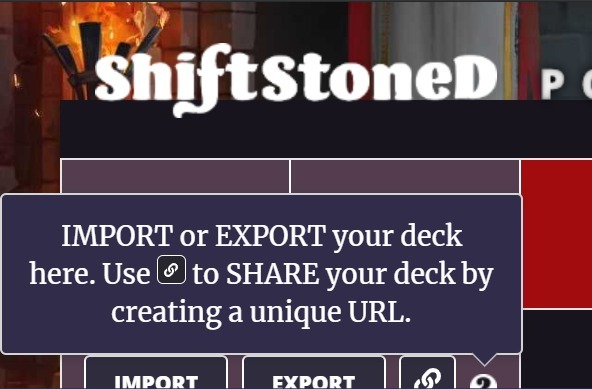 ShiftStoneD
IMPORT or EXPORT your deck
here. Use to SHARE your deck by
creating a unique URL.
IMPORT EXPORT ?